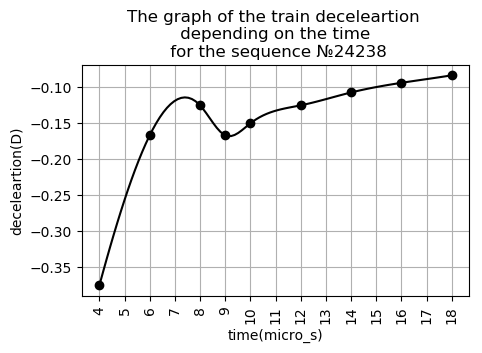 The graph of the train deceleartion
depending on the time
for the sequence №24238
deceleartion(D)
−0.10
−0.15
−0.20
−0.25
−0.30
−0.35
4 5 6 7 8 9 10 11 12 13 14 15 16 17 18
time(micro_s)